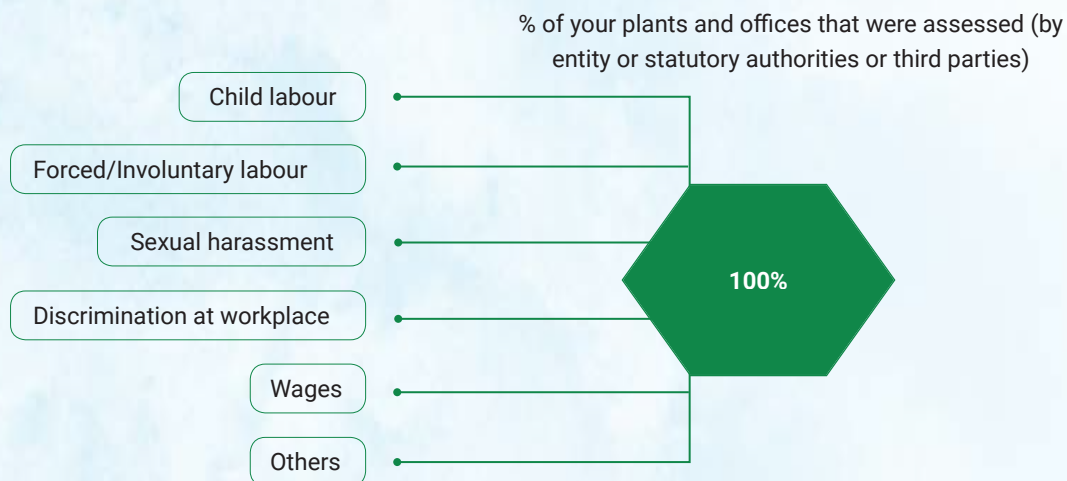 % of your plants and offices that were assessed (by
entity or statutory authorities or third parties)
Child labour
Forced/Involuntary labour
Sexual harassment
Discrimination at workplace
Wages
Others
100%